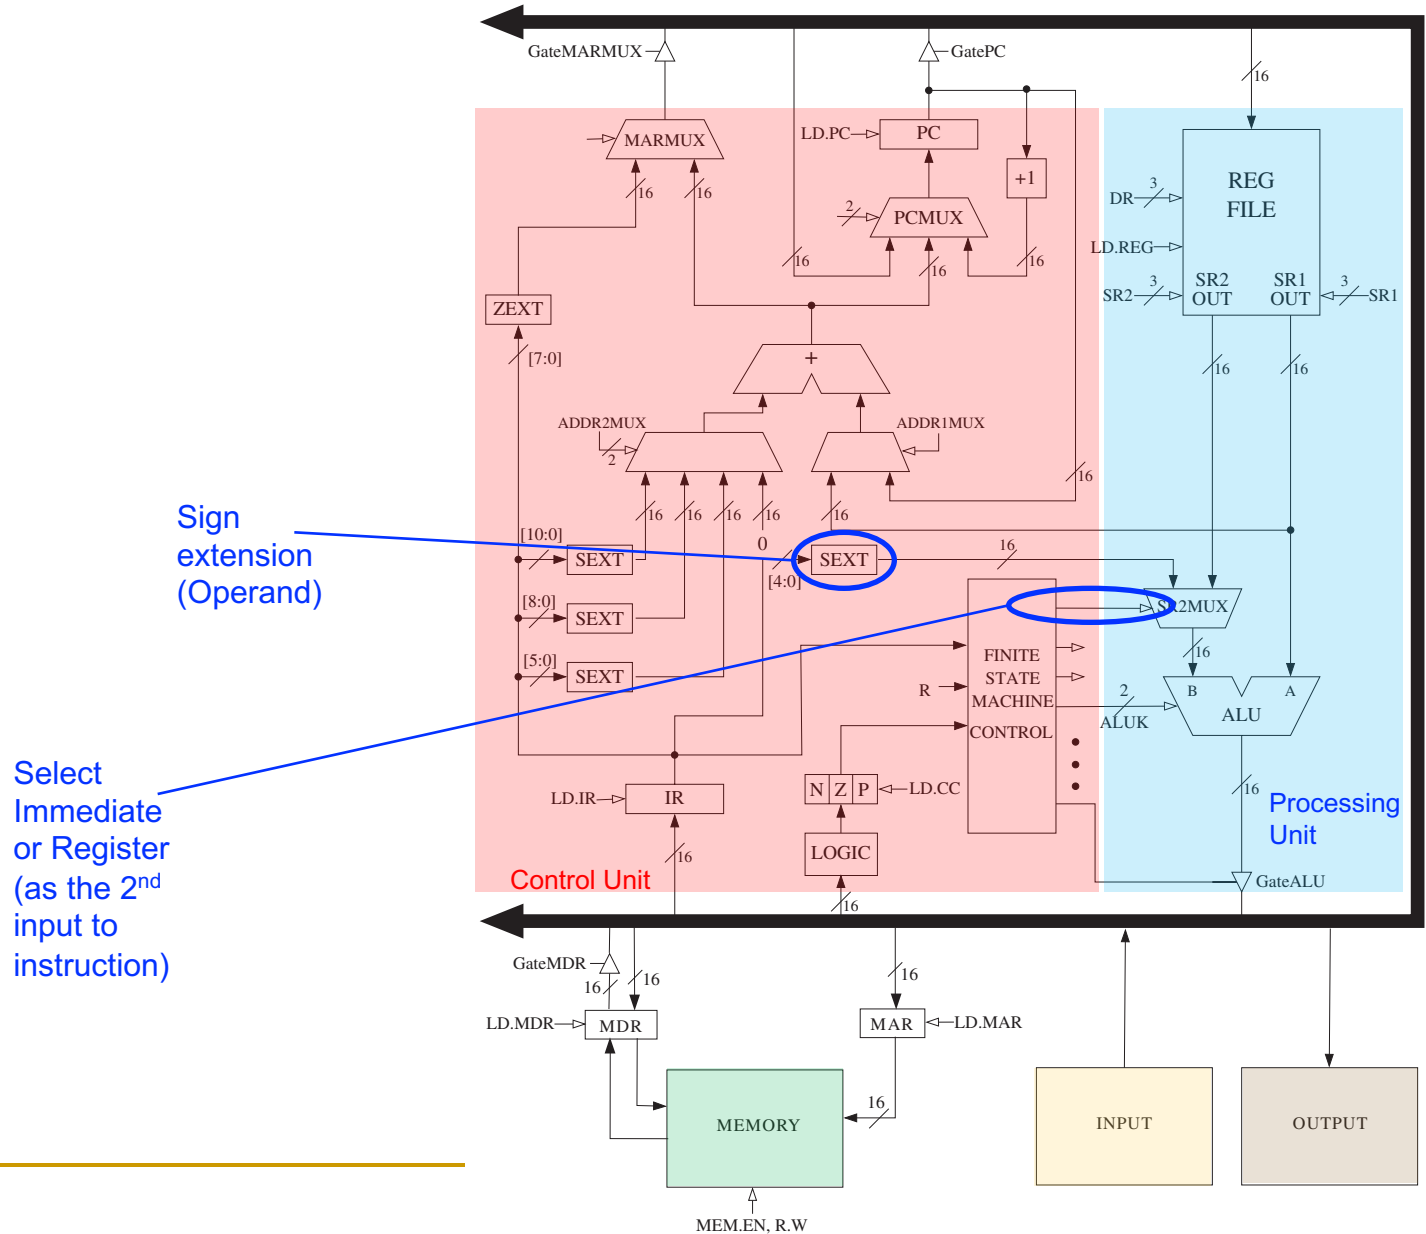 GateMARMUX
GatePC
16
MARMUX
LD.PC
PC
+1
REG
FILE
DR
3
16
16
2
PCMUX
LD.REG
16
16
16
SR2
3
SR2
OUT
SR1
OUT
3
SR1
ZEXT
[7:0]
+
16
16
ADDR2MUX
2
ADDR1MUX
16
16
16
16
16
16
0
Sign
extension
(Operand)
[10:0]
SEXT
[4:0]
SEXT
16
[8:0]
SEXT
SR2MUX
[5:0]
SEXT
16
FINITE
STATE
MACHINE
CONTROL
R
B
A
ALU
2
ALUK
Select
Immediate
or Register
(as the 2nd
input to
instruction)
LD.IR
IR
N Z P
LD.CC
16
Processing
Unit
LOGIC
16
Control Unit
GateALU
16
GateMDR
16
16
16
LD.MDR
MDR
MAR
LD.MAR
16
MEMORY
INPUT
OUTPUT
MEM.EN, R.W